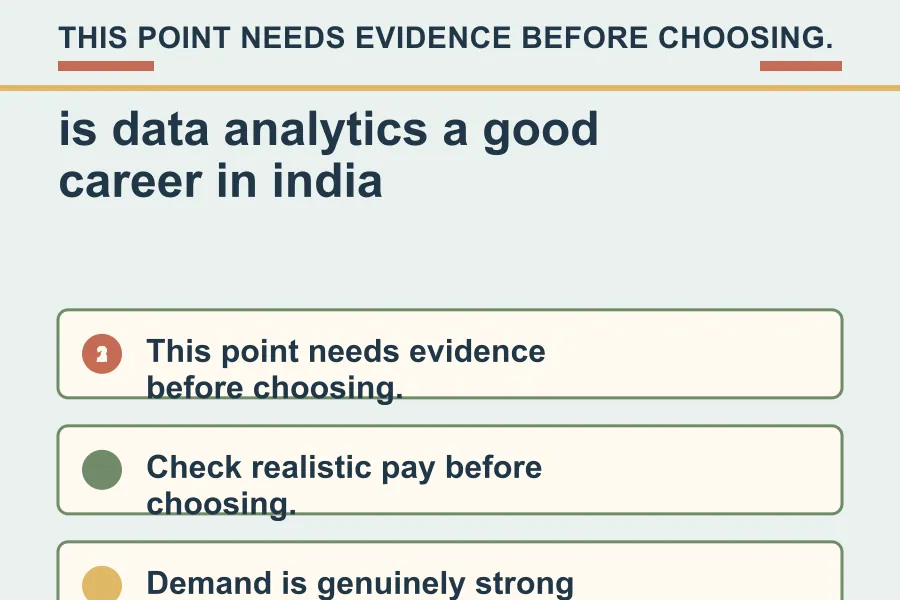 THIS POINT NEEDS EVIDENCE BEFORE CHOOSING.
is data analytics a good
career in india
This point needs evidence
before choosing.
Check realistic pay before
choosing.
Demand is genuinely strong